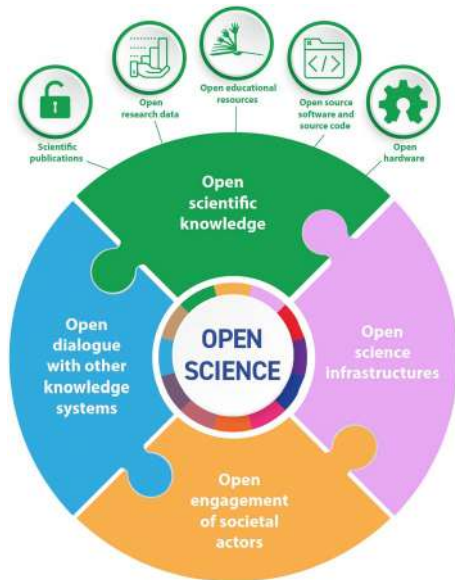 Scientific
publications
Open
research data
Open educational
resources
Open source
software and
source code
Open
hardware
</>
Open
scientific
knowledge
Open
dialogue
with other
knowledge
systems
OPEN
SCIENCE
Open
science
infrastructures
Open
engagement
of societal
actors